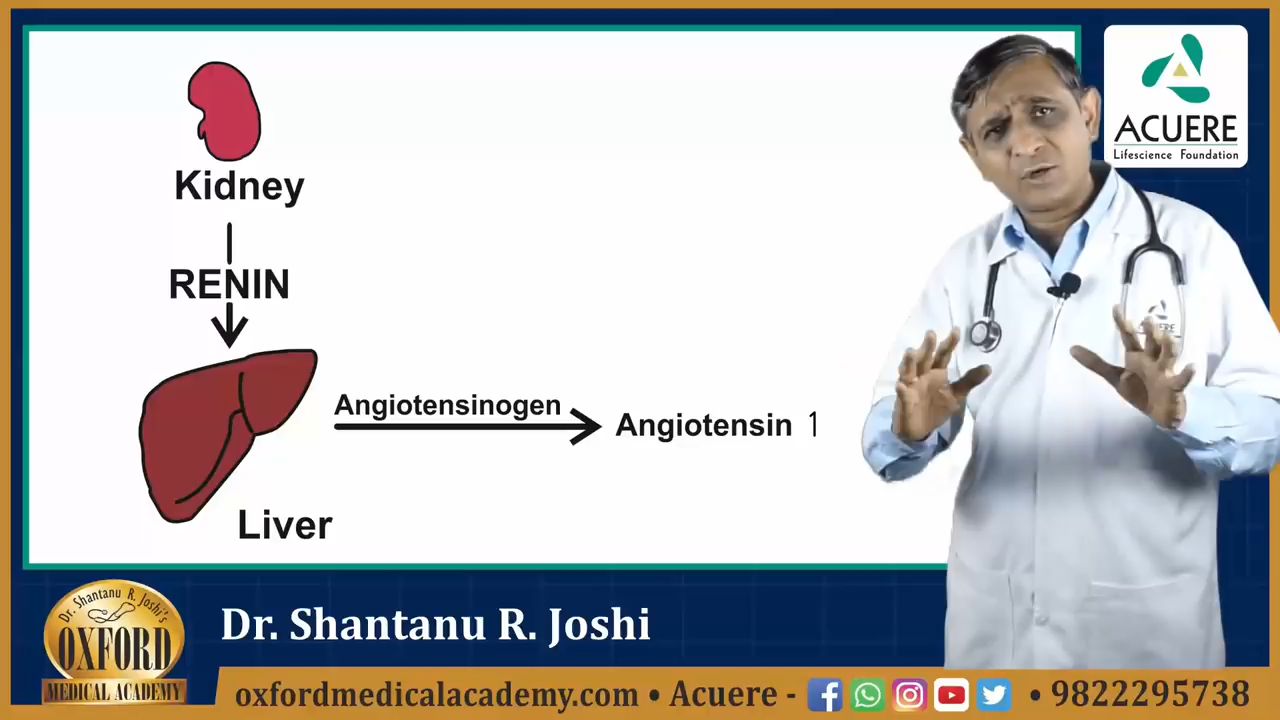 Kidney
RENIN
Angiotensinogen
Angiotensin 1
Liver
ACUERE
Lifescience Foundation
ACUERE
Dr. Shantanu R. Joshi's
OXFORD
MEDICAL ACADEMY
Dr. Shantanu R. Joshi
oxfordmedicalacademy.com • Acuere - • 9822295738